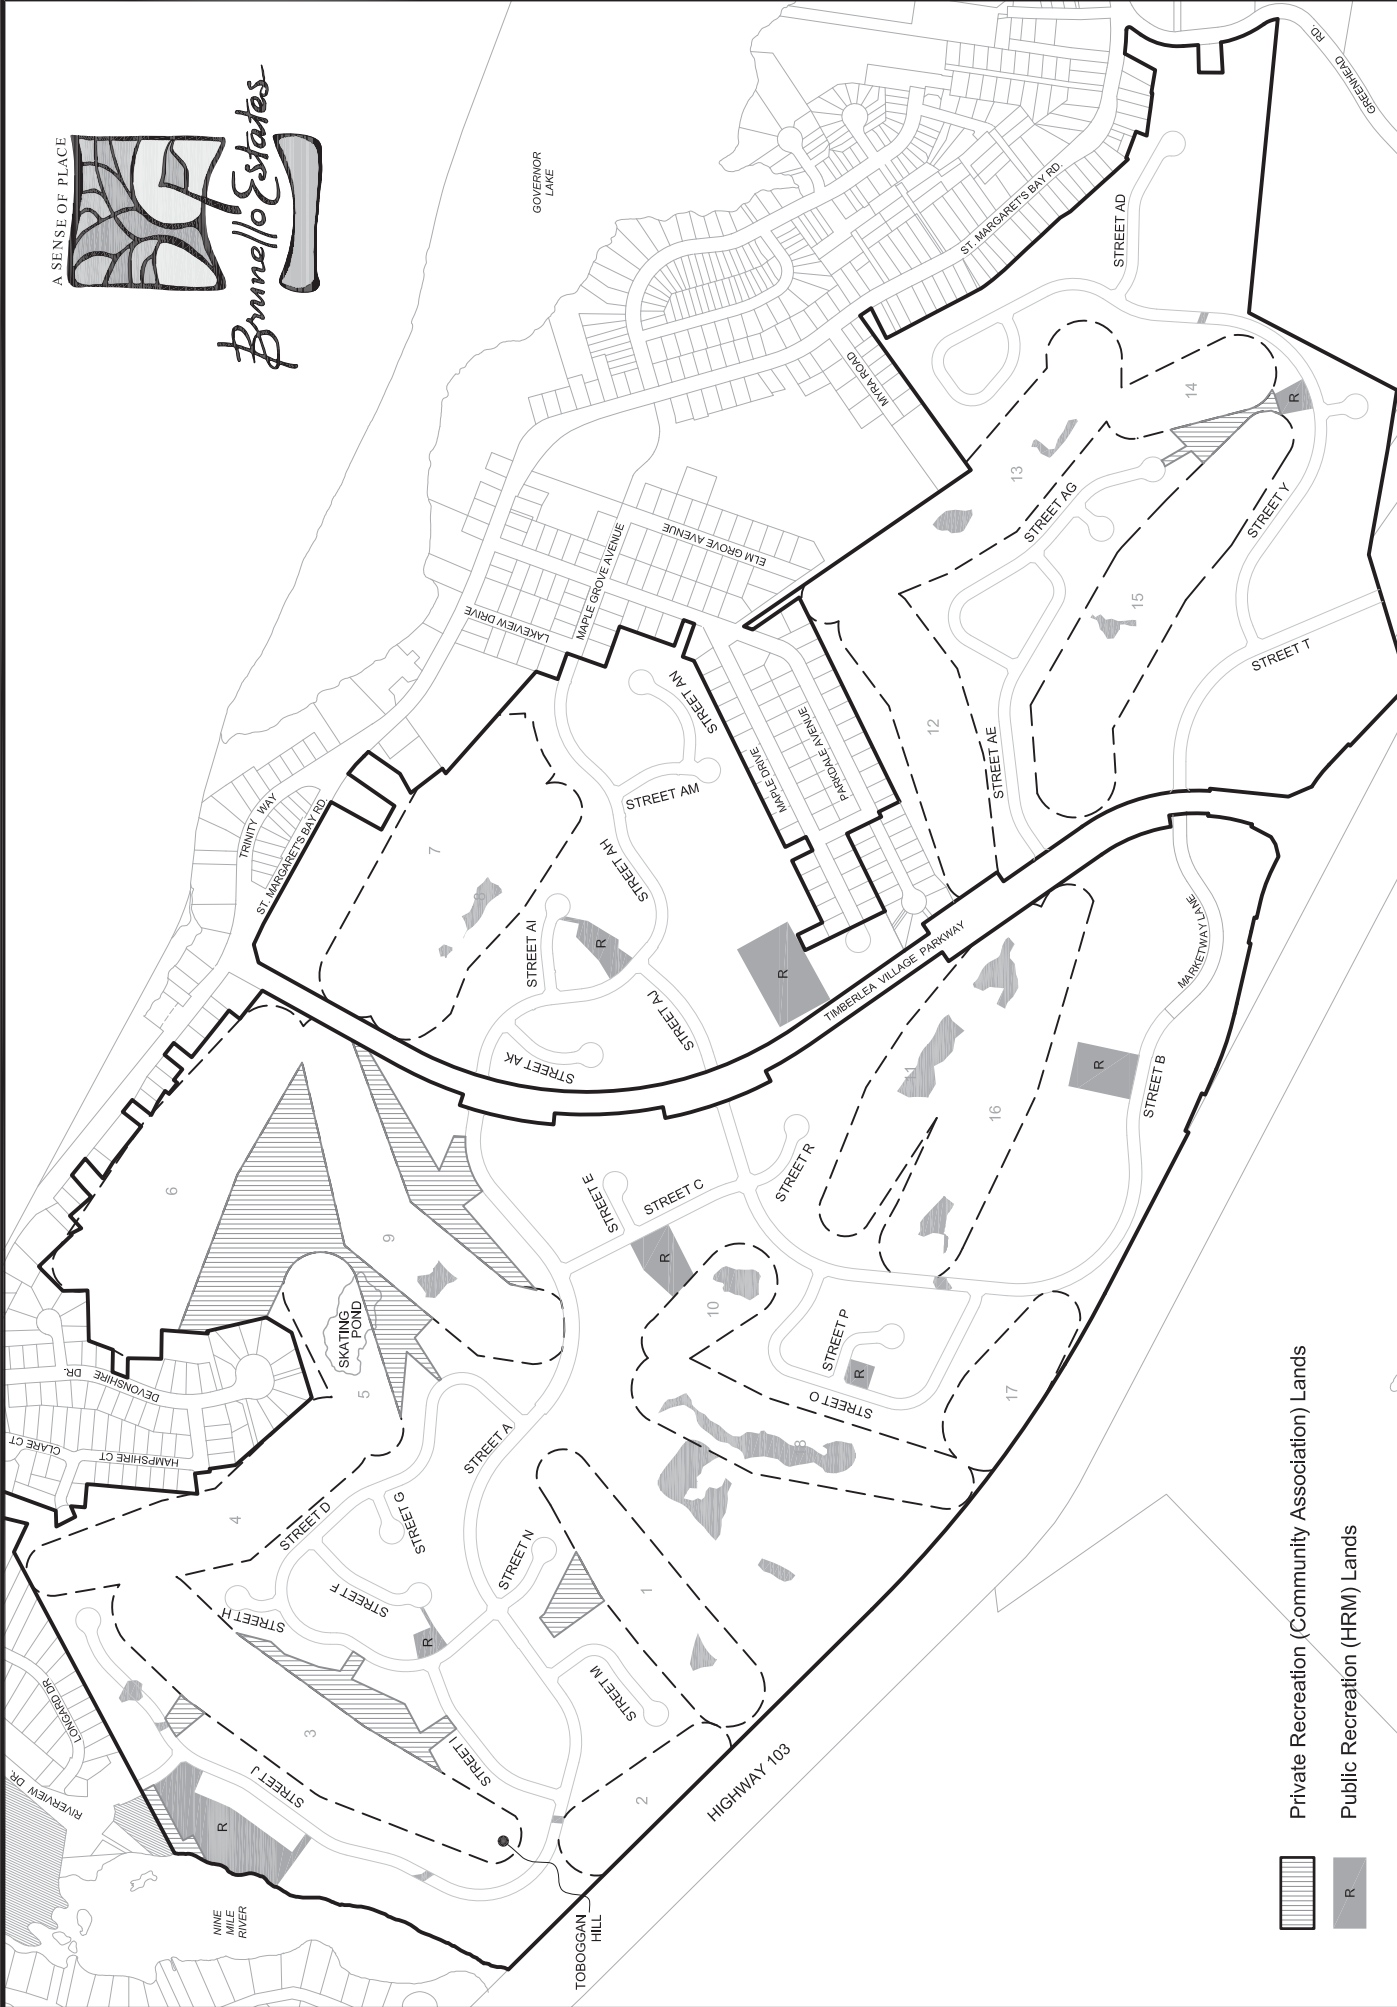 A SENSE OF PLACE
Brunello Estates
GOVERNOR
LAKE
GREENHEAD
RD.
ST. MARGARET'S BAY RD.
STREET AD
MYRA ROAD
14
R
13
STREET AG
STREET Y
15
STREET T
12
STREET AE
ELM GROVE AVENUE
MAPLE GROVE AVENUE
LAKEVIEW DRIVE
STREET AN
MAPLE DRIVE
PARKDALE AVENUE
STREET AM
TRINITY WAY
ST. MARGARET'S BAY RD.
7
8
STREET AH
STREET AI
R
STREET AJ
STREET AK
R
TIMBERLEA VILLAGE PARKWAY
MARKETWAY LANE
STREET B
R
11
16
6
9
STREET E
STREET C
STREET R
R
10
SKATING
POND
5
STREET P
R
STREET O
17
8
DEVONSHIRE DR.
CLARE CT
HAMPSHIRE CT
4
STREET A
STREET D
STREET G
STREET F
STREET H
STREET N
R
1
STREET M
LONGARD DR
RIVERVIEW DR.
3
STREET J
STREET I
R
2
HIGHWAY 103
NINE
MILE
RIVER
TOBOGGAN
HILL
Private Recreation (Community Association) Lands
R
Public Recreation (HRM) Lands